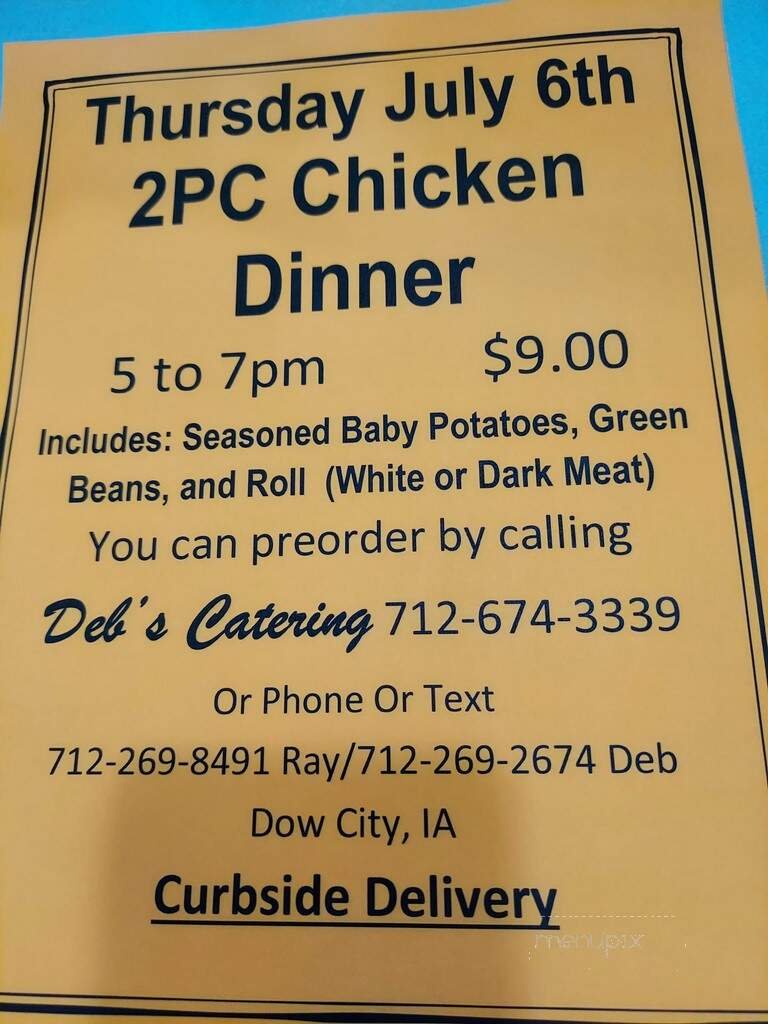 Thursday July 6th
2PC Chicken
Dinner
5 to 7pm $9.00
Includes: Seasoned Baby Potatoes, Green
Beans, and Roll (White or Dark Meat)
You can preorder by calling
Deb's Catering 712-674-3339
Or Phone Or Text
712-269-8491 Ray/712-269-2674 Deb
Dow City, IA
Curbside Delivery
menupix